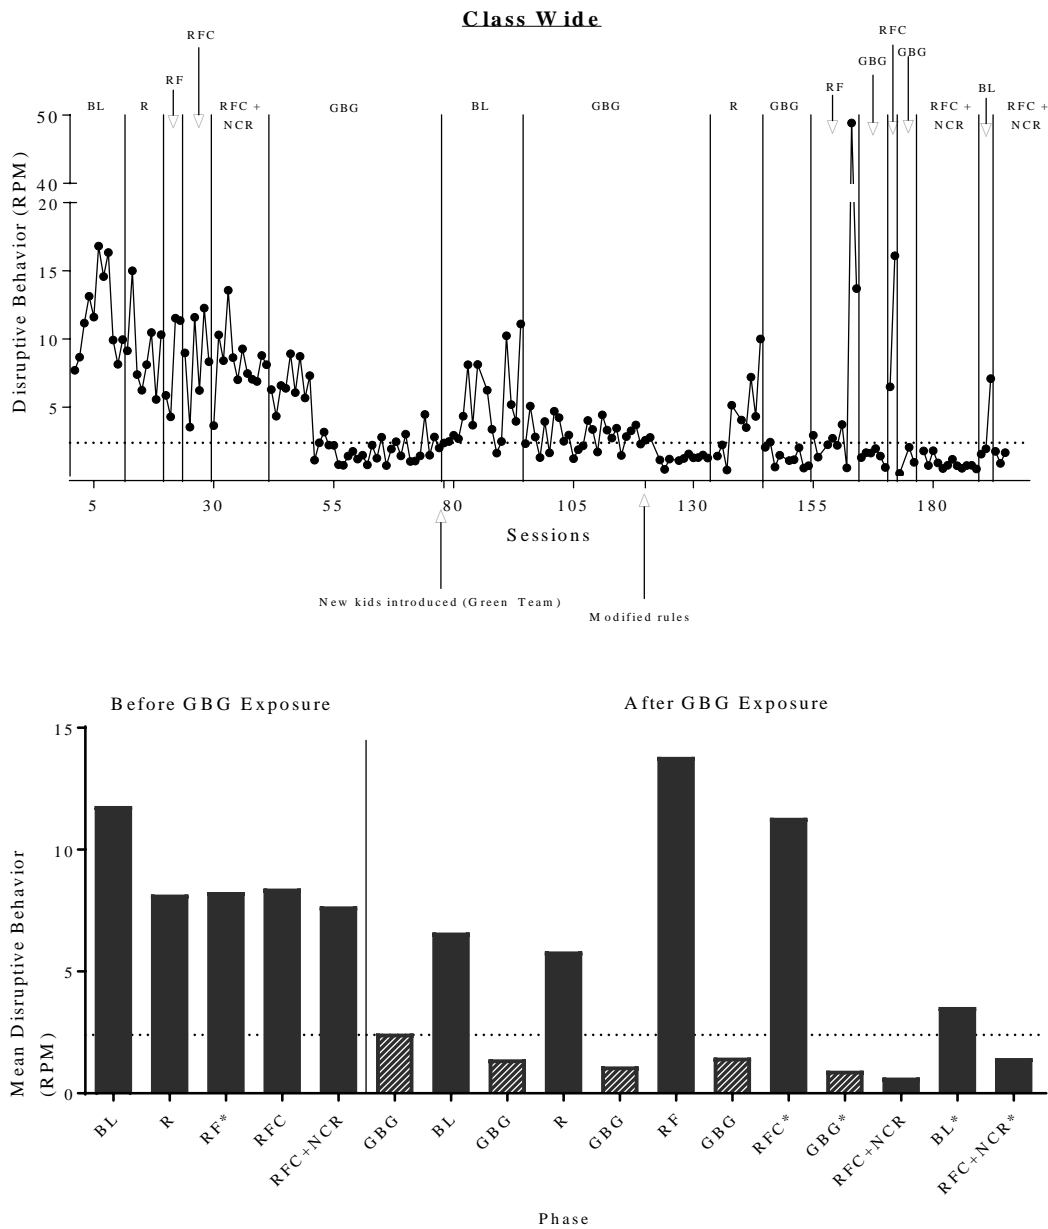 Class Wide
RFC
RFC
GBG
GBG
RF
RF
BL
BL
R
RFC +
NCR
GBG
BL
GBG
R
GBG
RFC +
NCR
RFC +
NCR
Disruptive Behavior (RPM)
50
40
20
15
10
5
5
30
55
80
105
130
155
180
Sessions
New kids introduced (Green Team)
Modified rules
Before GBG Exposure
After GBG Exposure
Mean Disruptive Behavior
(RPM)
15
10
5
0
BL
R
RF*
RFC
RFC+NCR
GBG
BL
GBG
R
GBG
RF
GBG
RFC*
GBG*
RFC+NCR
BL*
RFC+NCR*
Phase